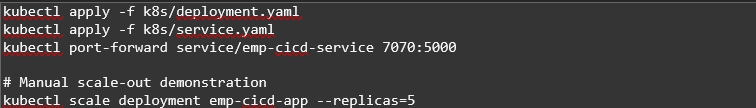 kubectl apply -f k8s/deployment.yaml
kubectl apply -f k8s/service.yaml
kubectl port-forward service/emp-cicd-service 7070:5000
# Manual scale-out demonstration
kubectl scale deployment emp-cicd-app --replicas=5